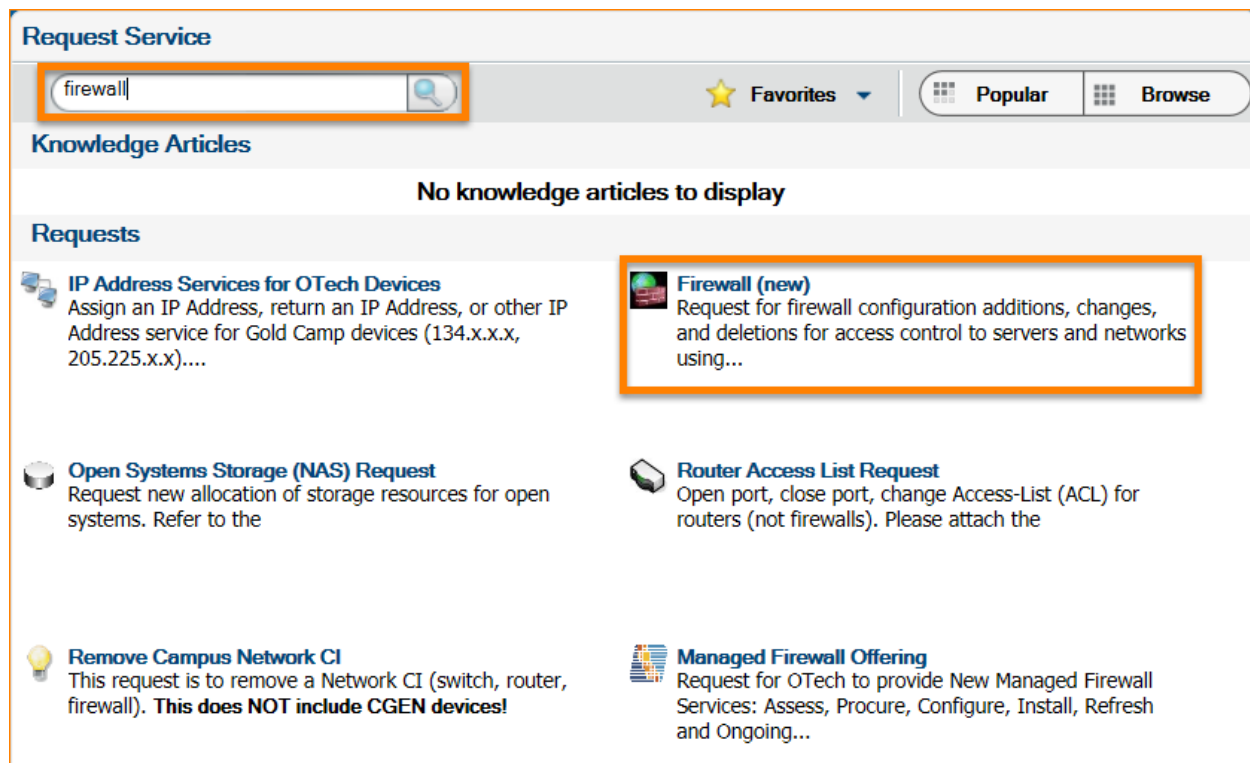 Request Service
firewall
Favorites
Popular
Browse
Knowledge Articles
No knowledge articles to display
Requests
IP Address Services for OTech Devices
Assign an IP Address, return an IP Address, or other IP
Address service for Gold Camp devices (134.x.x.x,
205.225.x.x)....
Firewall (new)
Request for firewall configuration additions, changes,
and deletions for access control to servers and networks
using...
Open Systems Storage (NAS) Request
Request new allocation of storage resources for open
systems. Refer to the
Router Access List Request
Open port, close port, change Access-List (ACL) for
routers (not firewalls). Please attach the
Remove Campus Network CI
This request is to remove a Network CI (switch, router,
firewall). This does NOT include CGEN devices!
Managed Firewall Offering
Request for OTech to provide New Managed Firewall
Services: Assess, Procure, Configure, Install, Refresh
and Ongoing...